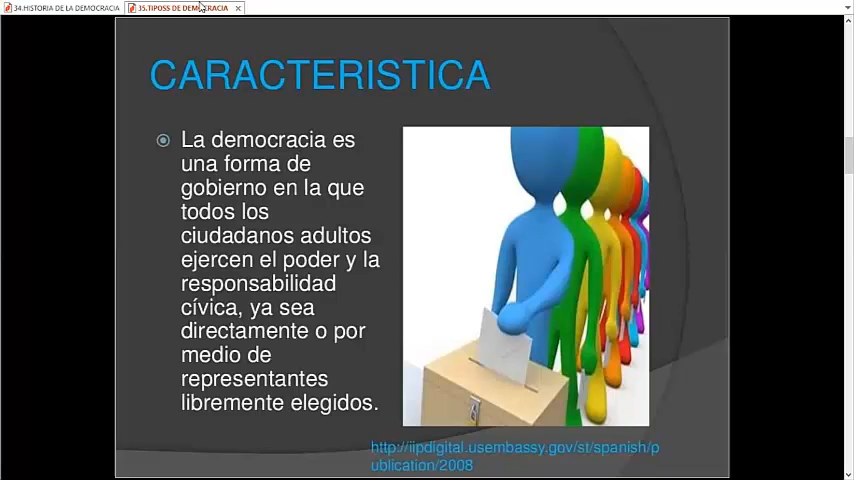 34.HISTORIA DE LA DEMOCRACIA
35.TIPOSS DE DEMOCRACIA
CARACTERISTICA
La democracia es
una forma de
gobierno en la que
todos los
ciudadanos adultos
ejercen el poder y la
responsabilidad
cívica, ya sea
directamente o por
medio de
representantes
libremente elegidos.
http://iipdigital.usembassy.gov/st/spanish/p
ublication/2008